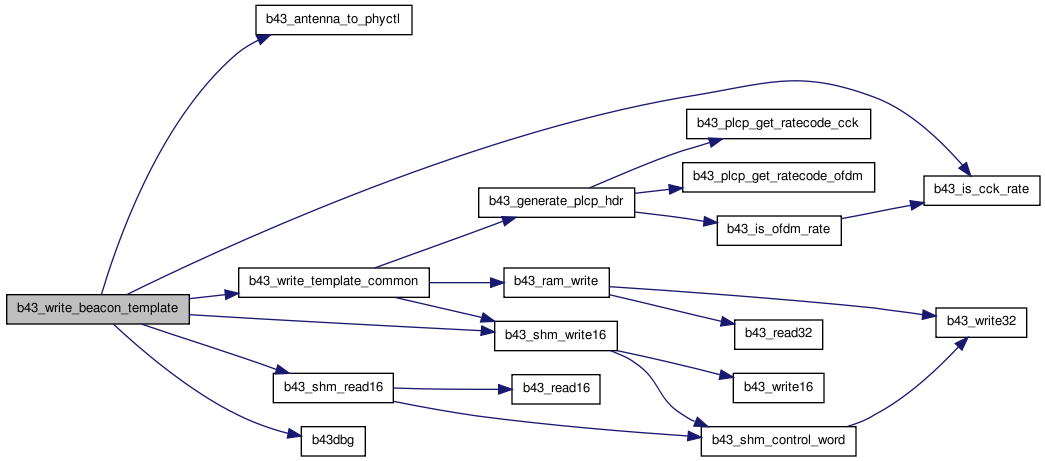 b43_antenna_to_phyctl
b43_plcp_get_ratecode_cck
b43_plcp_get_ratecode_ofdm
b43_is_cck_rate
b43_generate_plcp_hdr
b43_is_ofdm_rate
b43_write_template_common
b43_ram_write
b43_write_beacon_template
b43_write32
b43_shm_write16
b43_read32
b43_shm_read16
b43_read16
b43_write16
b43dbg
b43_shm_control_word